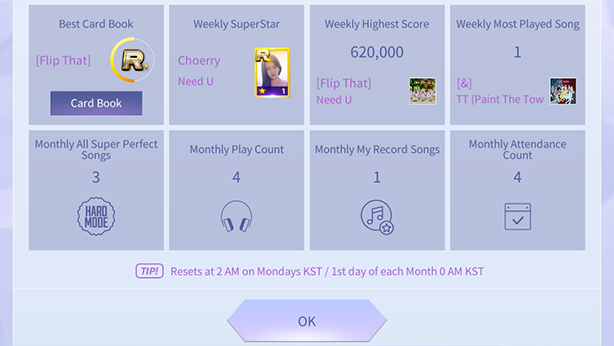 Best Card Book
[Flip That]
R
Card Book
Weekly SuperStar
Choerry
Need U
R
1
Weekly Highest Score
620,000
[Flip That]
Need U
Weekly Most Played Song
1
[&]
TT (Paint The Tow
Monthly All Super Perfect
Songs
3
HARD
MODE
Monthly Play Count
4
Monthly My Record Songs
1
Monthly Attendance
Count
4
TIP! Resets at 2 AM on Mondays KST / 1st day of each Month 0 AM KST
OK